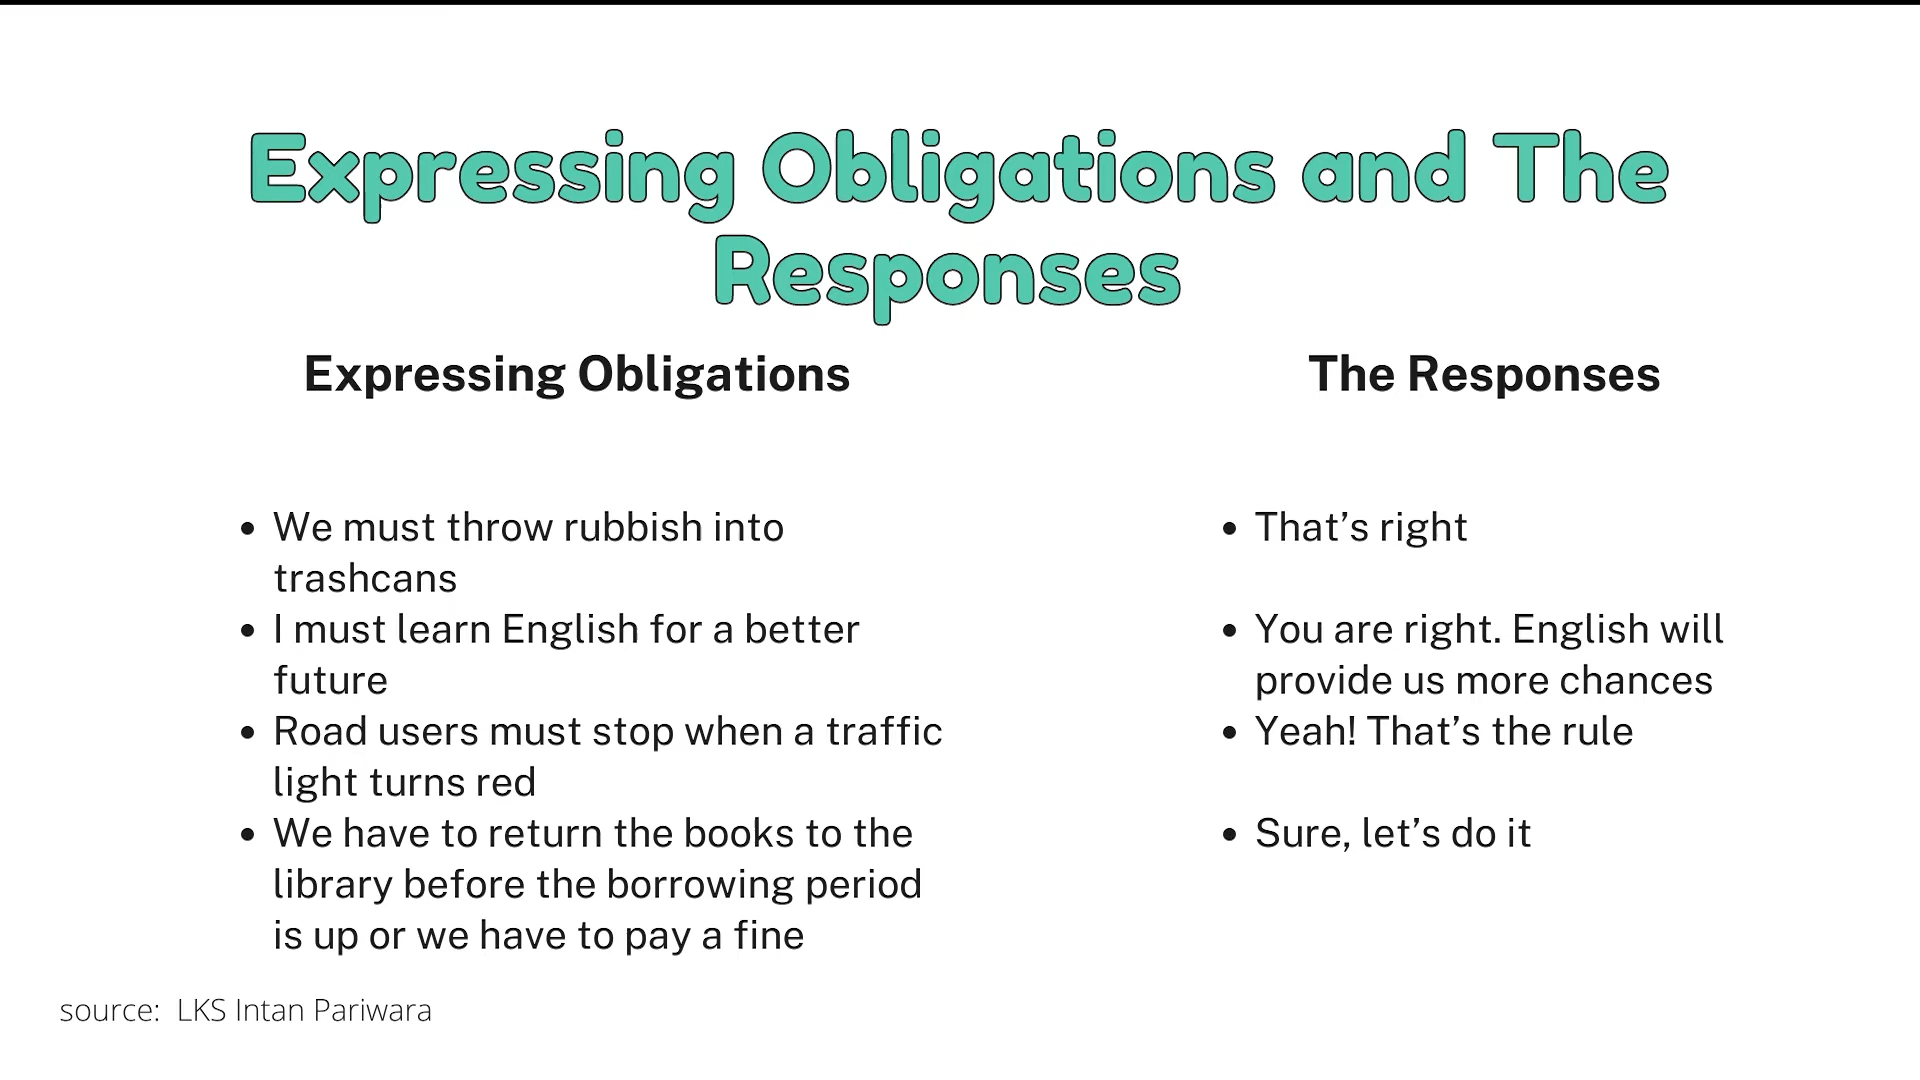 Expressing Obligations and The
Responses
Expressing Obligations
• We must throw rubbish into
trashcans
• I must learn English for a better
future
• Road users must stop when a traffic
light turns red
• We have to return the books to the
library before the borrowing period
is up or we have to pay a fine
The Responses
• That’s right
• You are right. English will
provide us more chances
• Yeah! That’s the rule
• Sure, let’s do it
source: LKS Intan Pariwara